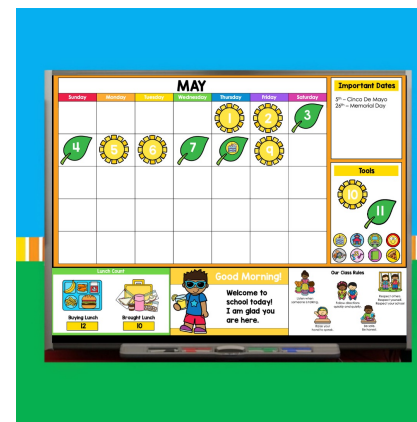 MAY
Sunday Monday Tuesday Wednesday Thursday Friday Saturday
1 2 3
4 5 6 7 9
Important Dates
5th – Cinco De Mayo
26th – Memorial Day
Tools
10
11
Lunch Count
Buying Lunch Brought Lunch
12 10
Good Morning!
Welcome to
school today!
I am glad you
are here.
Our Class Rules